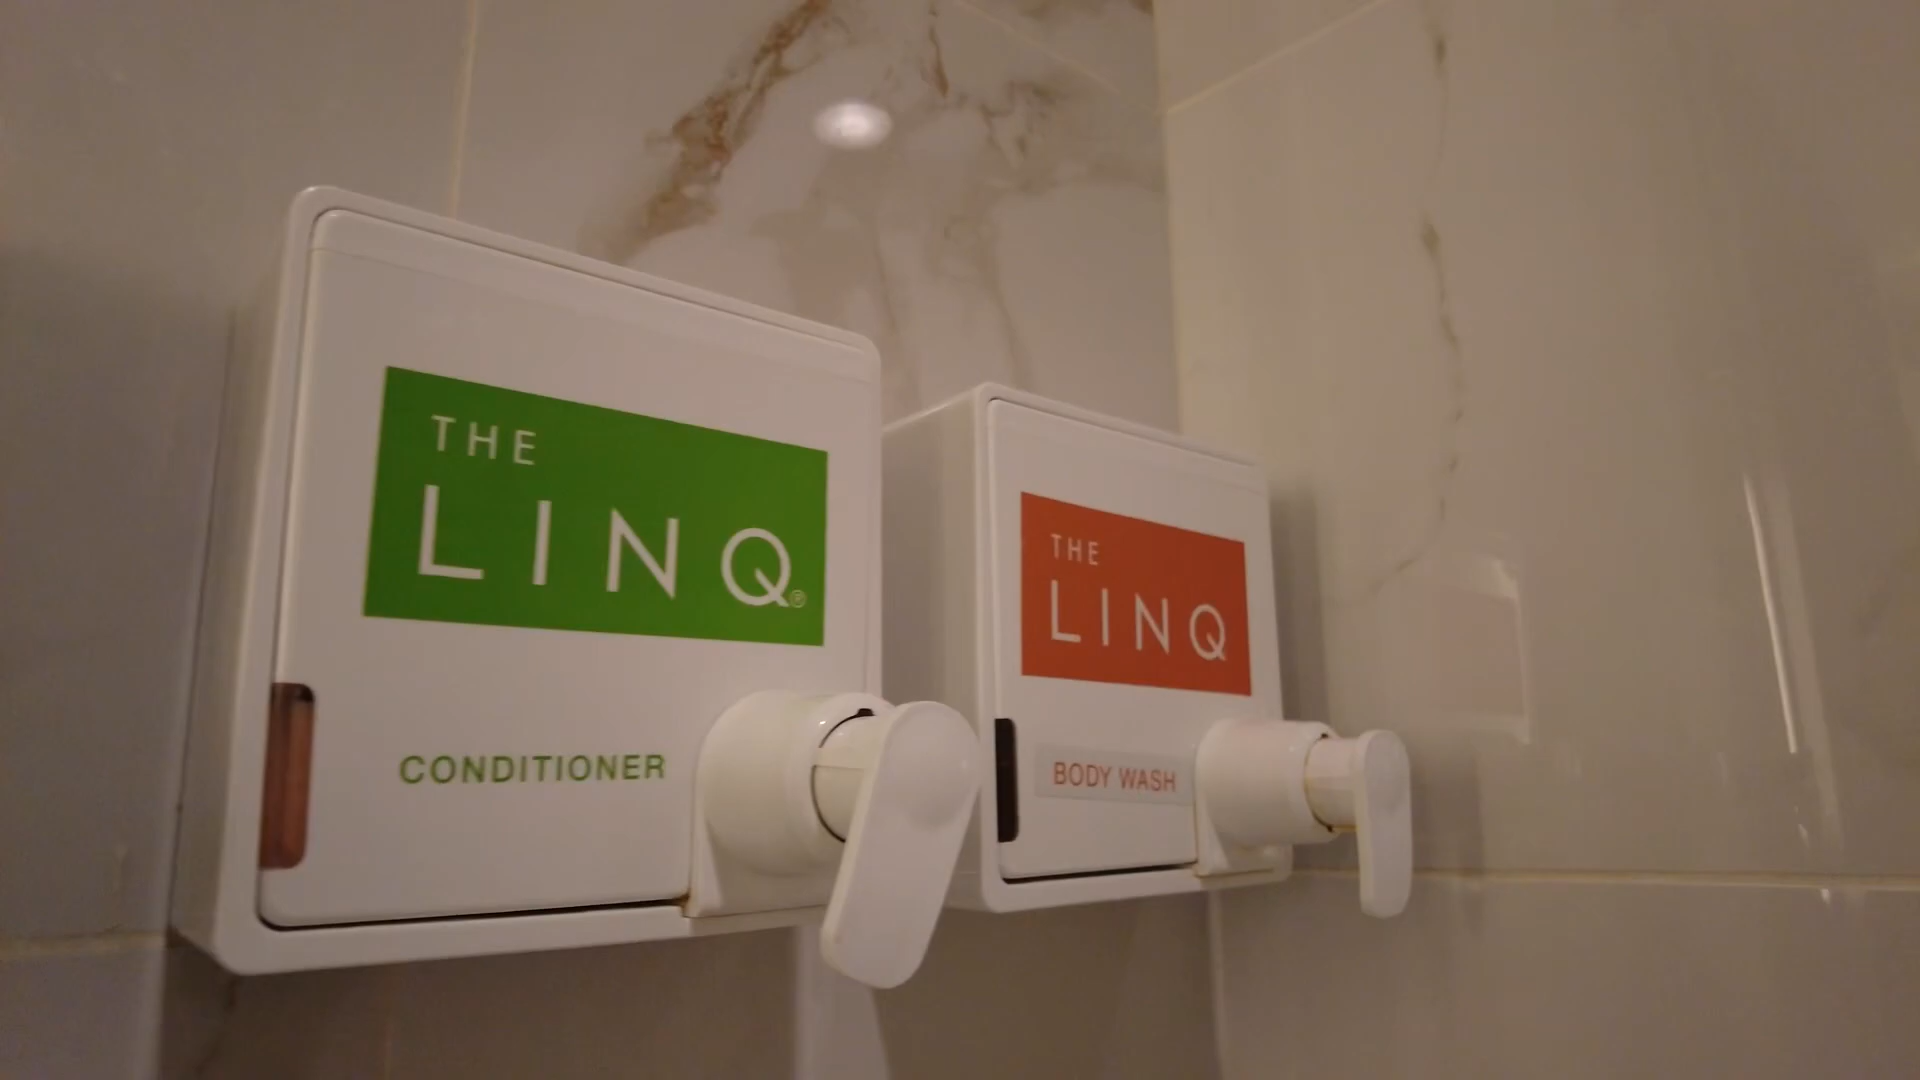 THE
LINQ®
CONDITIONER
THE
LINQ
BODY WASH